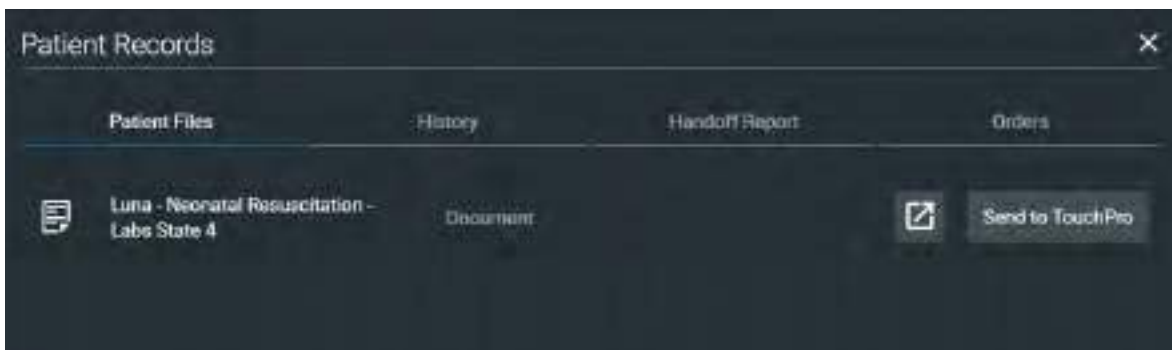 Patient Records
Patient Files
History
Handoff Report
Orders
Luna - Neonatal Resuscitation -
Labs State 4
Document
Send to TouchPro